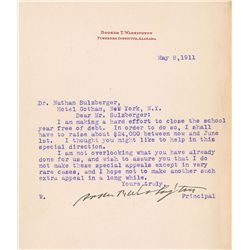 BOOKER T. WASHINGTON
TUSKEGEE INSTITUTE, ALABAMA
May 8, 1911
Dr. Nathan Sulzberger,
Hotel Gotham, New York, N.Y.
Dear Mr. Sulzberger:
I am making a hard effort to close the school
year free of debt. In order to do so, I shall
have to raise about $24,000 between now and June
1st. I thought you might like to help in this
special direction.
I am not overlooking what you have already
done for us, and wish to assure you that I do not
make these special appeals except in very
rare cases, and I hope not to make another such
extra appeal in a long while.
Yours truly,
Booker T. Washington
W. Principal